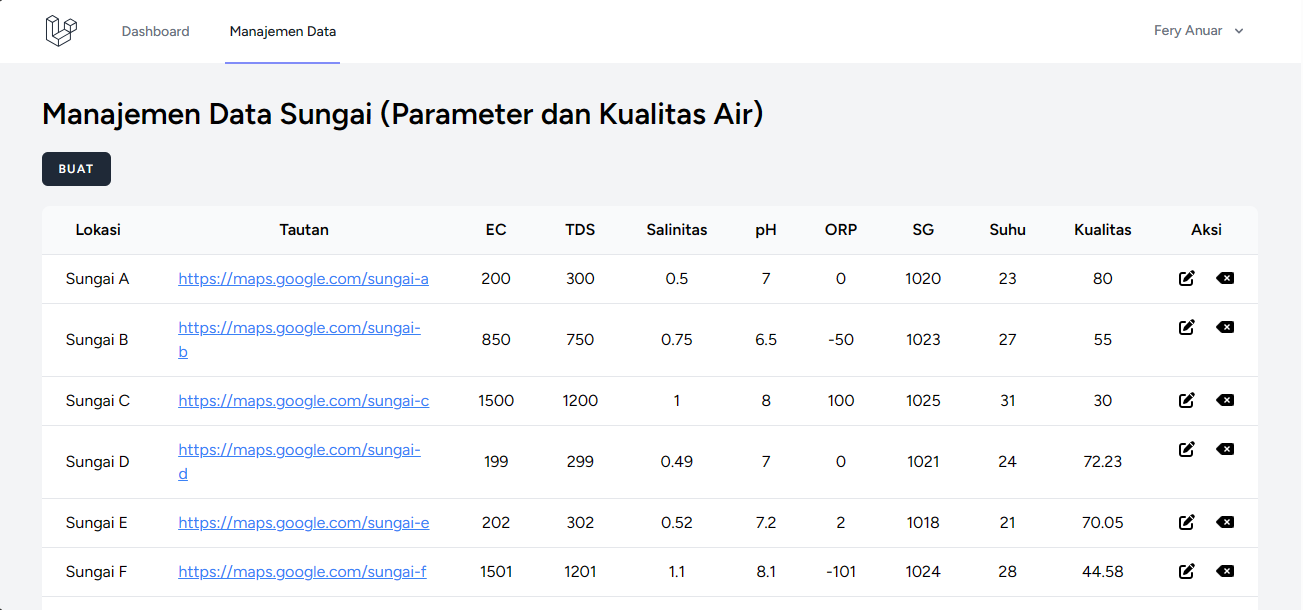 Dashboard Manajemen Data Fery Anuar
Manajemen Data Sungai (Parameter dan Kualitas Air)
BUAT
Lokasi Tautan EC TDS Salinitas pH ORP SG Suhu Kualitas Aksi
Sungai A https://maps.google.com/sungai-a 200 300 0.5 7 0 1020 23 80
Sungai B https://maps.google.com/sungai- 850 750 0.75 6.5 -50 1023 27 55
b
Sungai C https://maps.google.com/sungai-c 1500 1200 1 8 100 1025 31 30
Sungai D https://maps.google.com/sungai- 199 299 0.49 7 0 1021 24 72.23
d
Sungai E https://maps.google.com/sungai-e 202 302 0.52 7.2 2 1018 21 70.05
Sungai F https://maps.google.com/sungai-f 1501 1201 1.1 8.1 -101 1024 28 44.58